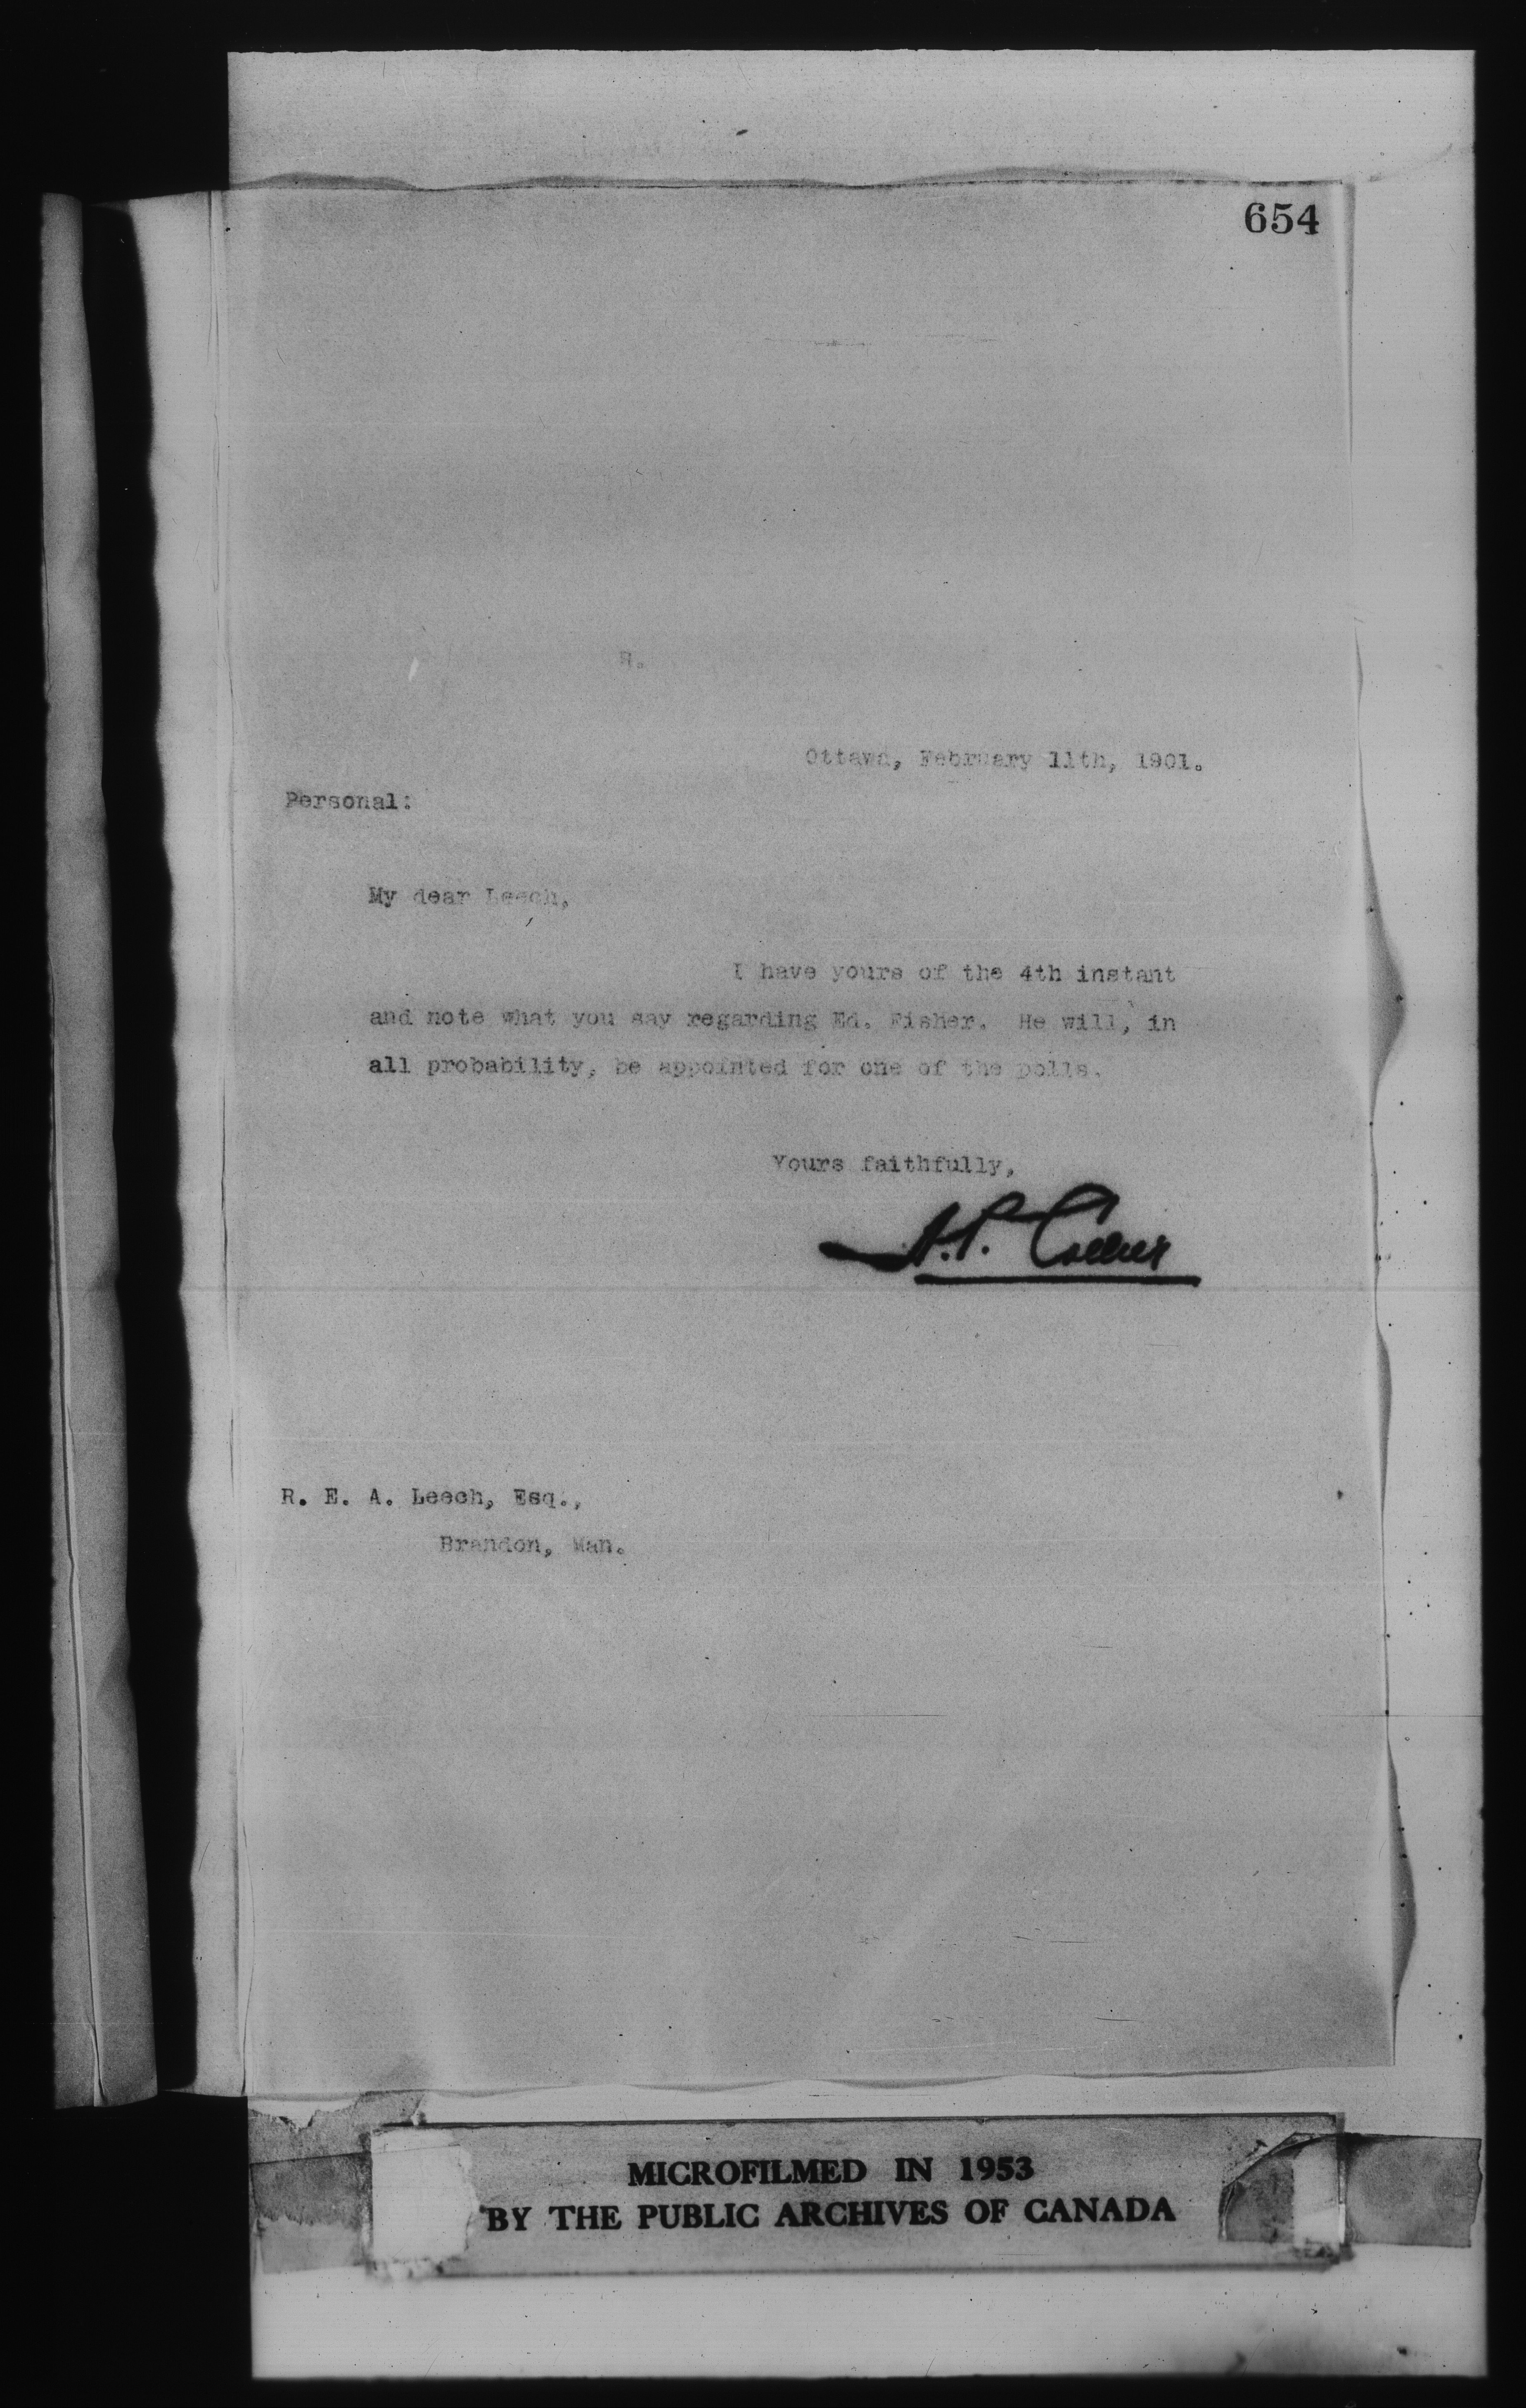 654
R.
Ottawa, February 11th, 1901.
Personal:
My dear Leech,
I have yours of the 4th instant
and note what you say regarding Ed. Fisher. He will, in
all probability, be appointed for one of the polls.
Yours faithfully,
A.P. Collier
R. E. A. Leech, Esq.,
Brandon, Man.
MICROFILMED IN 1953
BY THE PUBLIC ARCHIVES OF CANADA